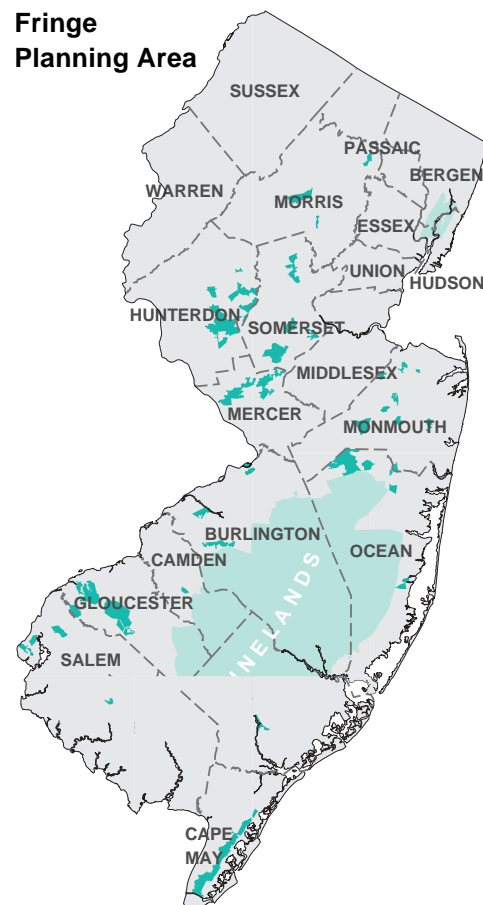 Fringe
Planning Area
SUSSEX
PASSAIC
BERGEN
WARREN
MORRIS
ESSEX
UNION
HUDSON
HUNTERDON
SOMERSET
MIDDLESEX
MERCER
MONMOUTH
BURLINGTON
OCEAN
CAMDEN
GLOUCESTER
INELANDS
SALEM
CAPE
MAY